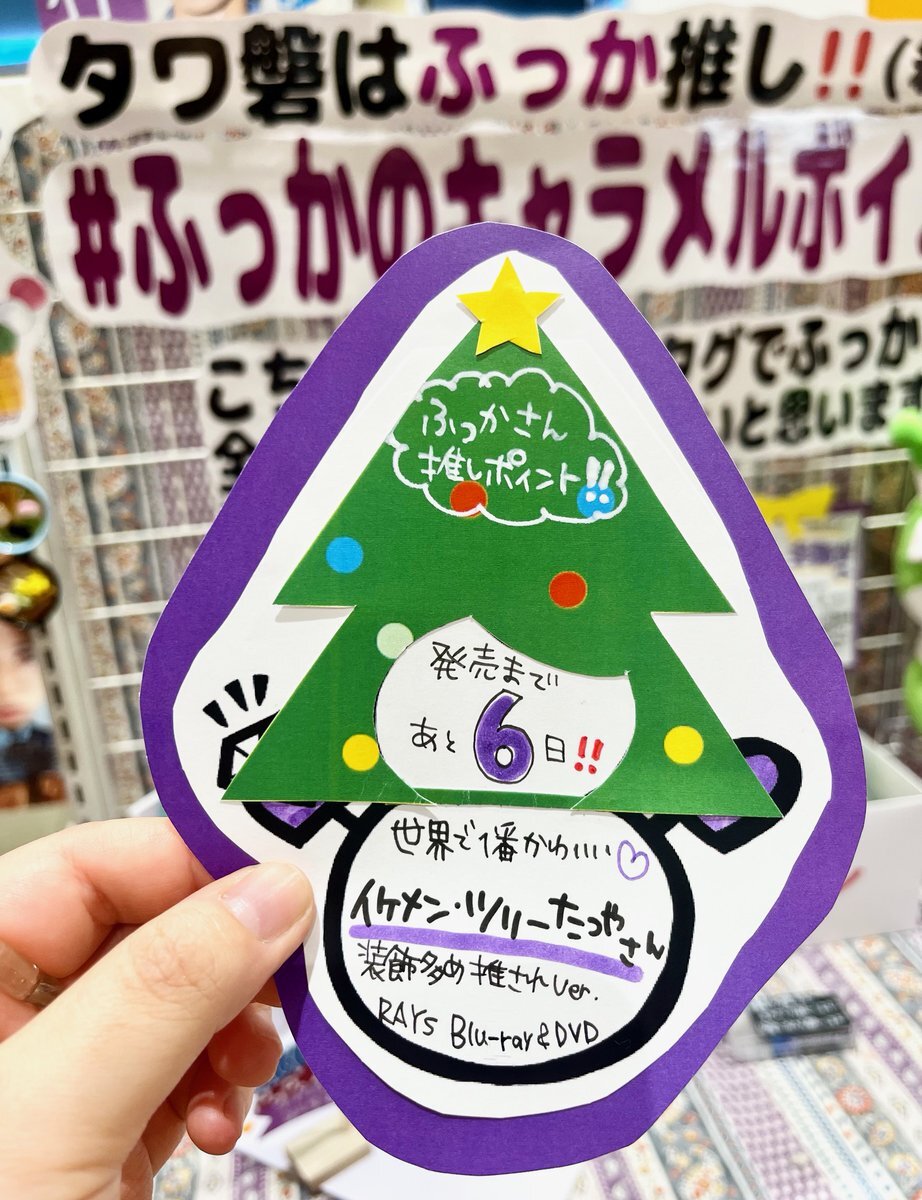 タワ磐はふっか推し!!(
#ふっかのキャラメルボイ
タグでふっか
いと思います
ふっかさん
推しポイント
発売まで
あと6日!!
世界で1番かわいい♡
イケメン・ツリーたつやさん
装飾多め推されver.
RAYS Blu-ray&DVD